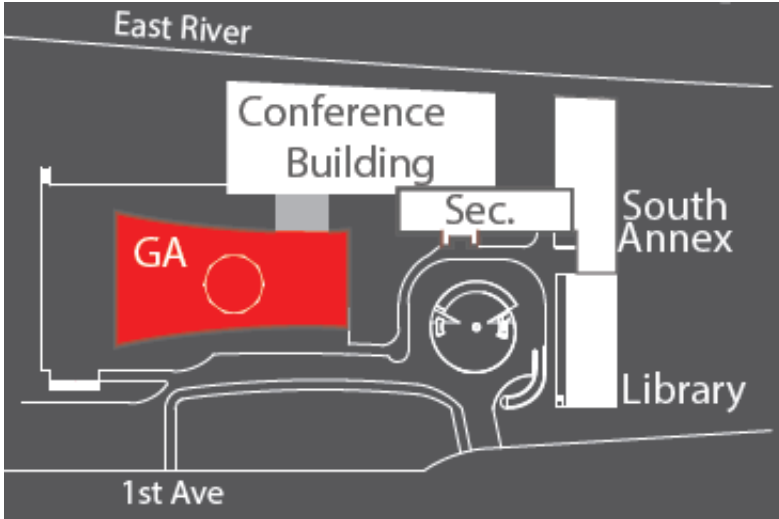 East River
Conference
Building
Sec.
South
Annex
GA
Library
1st Ave